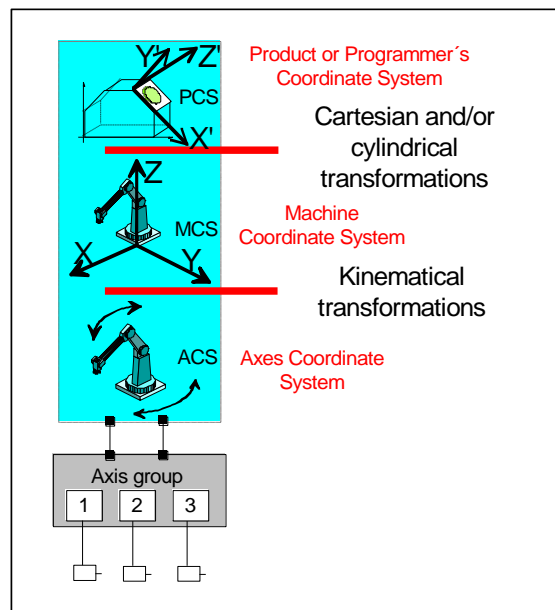 Y' Z'
Product or Programmer´s
Coordinate System
PCS
X'
Cartesian and/or
cylindrical
transformations
Z
MCS
Machine
Coordinate System
X
Y
Kinematical
transformations
ACS
Axes Coordinate
System
Axis group
1 2 3